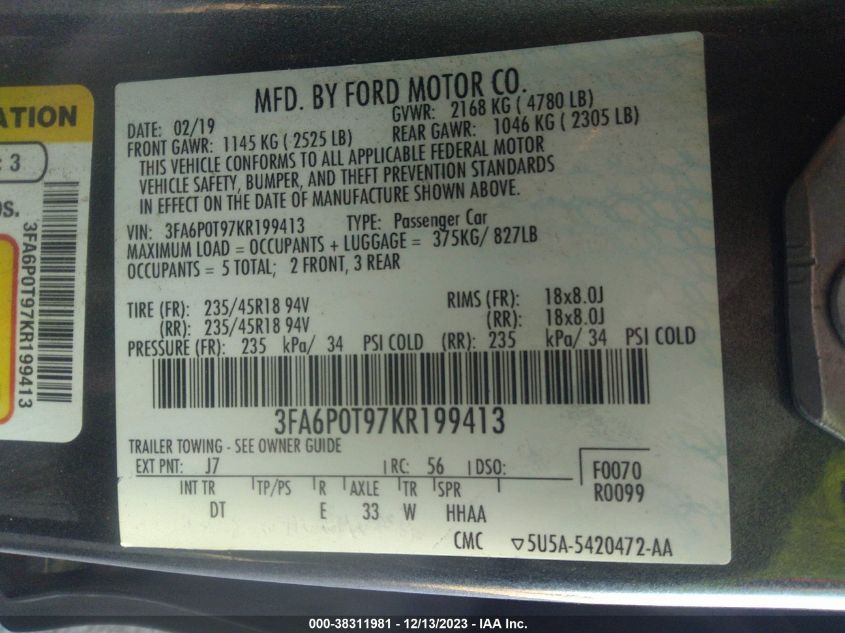 ATION
: 3
OS.
3FA6P0T97KR199413
MFD. BY FORD MOTOR CO.
DATE: 02/19 GVWR: 2168 KG ( 4780 LB)
FRONT GAWR: 1145 KG ( 2525 LB) REAR GAWR: 1046 KG ( 2305 LB)
THIS VEHICLE CONFORMS TO ALL APPLICABLE FEDERAL MOTOR
VEHICLE SAFETY, BUMPER, AND THEFT PREVENTION STANDARDS
IN EFFECT ON THE DATE OF MANUFACTURE SHOWN ABOVE.
VIN: 3FA6P0T97KR199413 TYPE: Passenger Car
MAXIMUM LOAD = OCCUPANTS + LUGGAGE = 375KG/ 827LB
OCCUPANTS = 5 TOTAL; 2 FRONT, 3 REAR
TIRE (FR): 235/45R18 94V RIMS (FR): 18x8.0J
(RR): 235/45R18 94V (RR): 18x8.0J
PRESSURE (FR): 235 kPa/ 34 PSI COLD (RR): 235 kPa/ 34 PSI COLD
3FA6P0T97KR199413
TRAILER TOWING - SEE OWNER GUIDE
EXT PNT: J7 RC: 56 DSO: F0070
INT TR TP/PS R AXLE TR SPR R0099
DT E 33 W HHAA
CMC ▽5U5A-5420472-AA
000-38311981 - 12/13/2023 - IAA Inc.